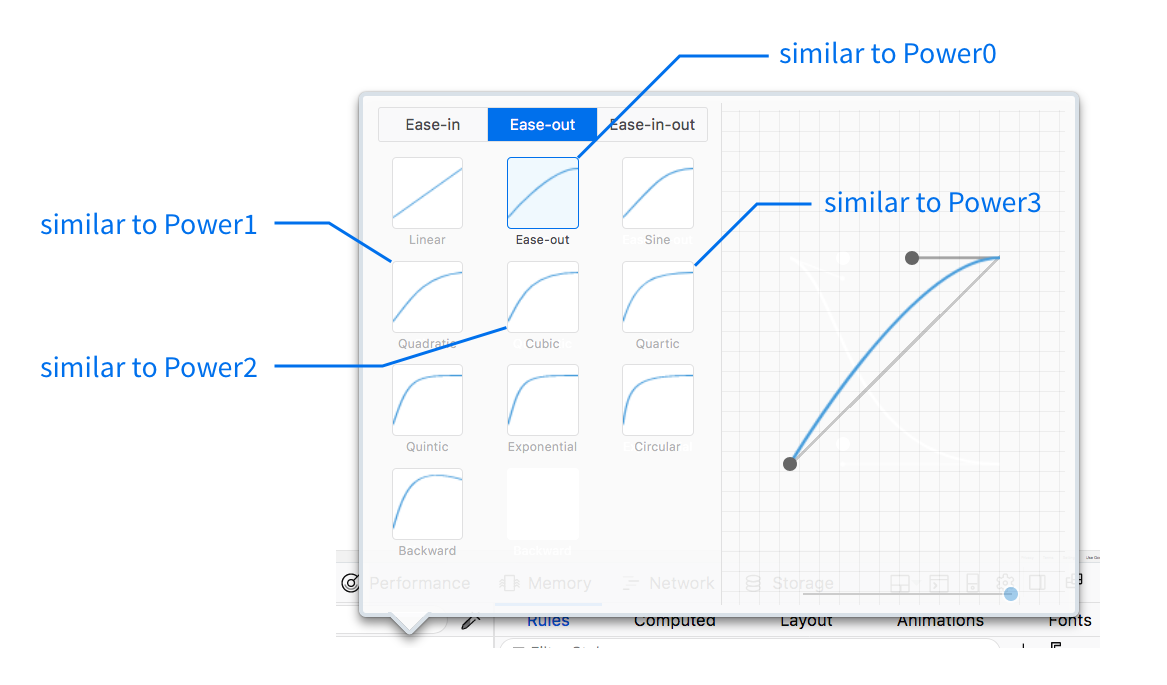 similar to Power0
Ease-in
Ease-out
Ease-in-out
similar to Power1
similar to Power3
Linear
Ease-out
Sine
similar to Power2
Quadratic
Cubic
Quartic
Quintic
Exponential
Circular
Backward
Backward
Performance
Memory
Network
Storage
Rules
Computed
Layout
Animations
Fonts